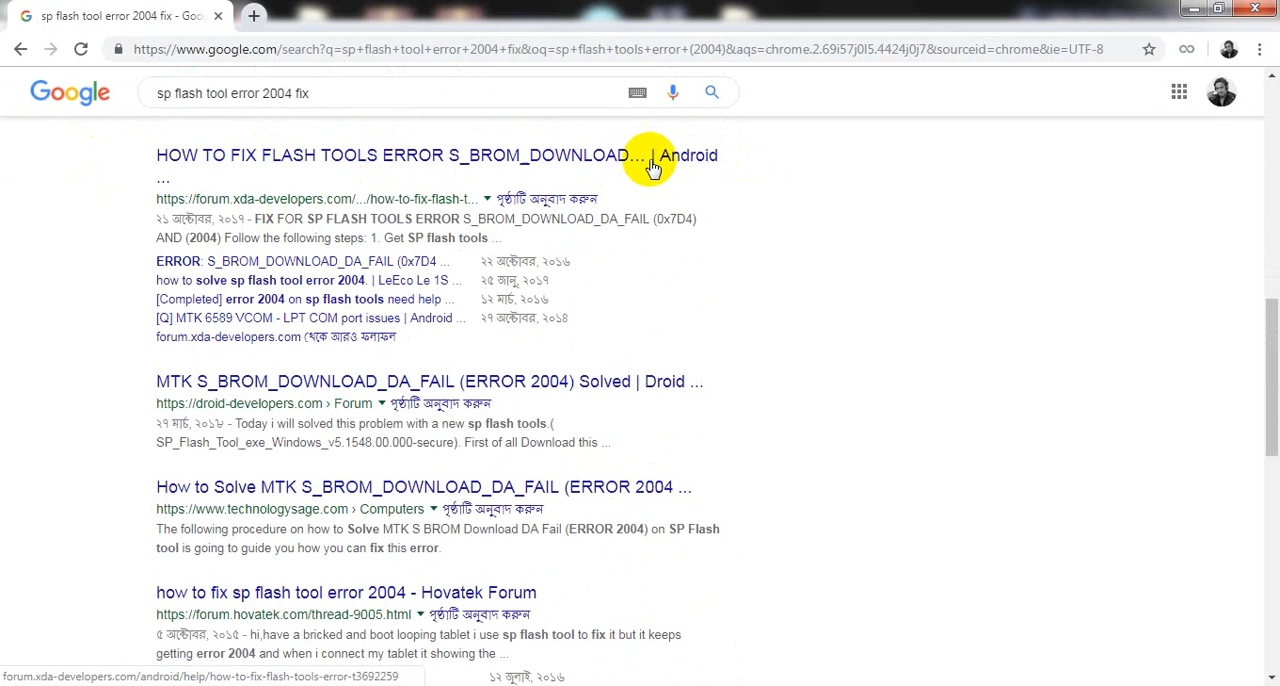 sp flash tool error 2004 fix - Goo
https://www.google.com/search?q=sp+flash+tool+error+2004+fix&oq=sp+flash+tools+error+(2004)&aqs=chrome.2.69i57j0l5.4424j0j7&sourceid=chrome&ie=UTF-8
Google
sp flash tool error 2004 fix
HOW TO FIX FLASH TOOLS ERROR S_BROM_DOWNLOAD... | Android
...
https://forum.xda-developers.com/.../how-to-fix-flash-t... ▼ পৃষ্ঠাটি অনুবাদ করুন
২১ অক্টোবর, ২০১৭ - FIX FOR SP FLASH TOOLS ERROR S_BROM_DOWNLOAD_DA_FAIL (0x7D4)
AND (2004) Follow the following steps: 1. Get SP flash tools ...
ERROR: S_BROM_DOWNLOAD_DA_FAIL (0x7D4 ... ২২ অক্টোবর, ২০১৬
how to solve sp flash tool error 2004. | LeEco Le 1S ... ২৫ জানু, ২০১৭
[Completed] error 2004 on sp flash tools need help ... ১২ মার্চ, ২০১৬
[Q] MTK 6589 VCOM - LPT COM port issues | Android ... ২৭ অক্টোবর, ২০১৪
forum.xda-developers.com থেকে আরও ফলাফল
MTK S_BROM_DOWNLOAD_DA_FAIL (ERROR 2004) Solved | Droid ...
https://droid-developers.com › Forum ▼ পৃষ্ঠাটি অনুবাদ করুন
২৭ মার্চ, ২০১৮ - Today i will solved this problem with a new sp flash tools.(
SP_Flash_Tool_exe_Windows_v5.1548.00.000-secure). First of all Download this ...
How to Solve MTK S_BROM_DOWNLOAD_DA_FAIL (ERROR 2004 ...
https://www.technologysage.com › Computers ▼ পৃষ্ঠাটি অনুবাদ করুন
The following procedure on how to Solve MTK S BROM Download DA Fail (ERROR 2004) on SP Flash
tool is going to guide you how you can fix this error.
how to fix sp flash tool error 2004 - Hovatek Forum
https://forum.hovatek.com/thread-9005.html ▼ পৃষ্ঠাটি অনুবাদ করুন
৫ অক্টোবর, ২০১৫ - hi,have a bricked and boot looping tablet i use sp flash tool to fix it but it keeps
getting error 2004 and when i connect my tablet it showing the ...
forum.xda-developers.com/android/help/how-to-fix-flash-tools-error-t3692259
১২ জুলাই, ২০১৬